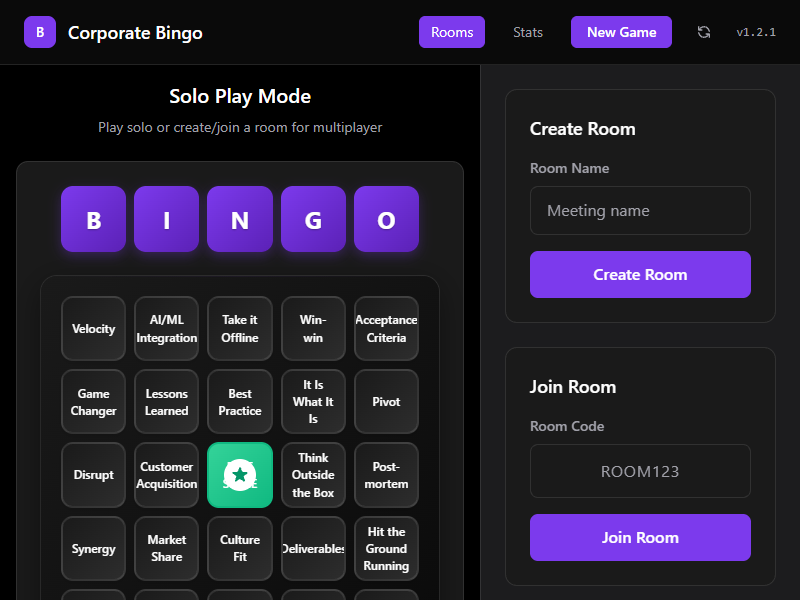 B Corporate Bingo Rooms Stats New Game v1.2.1
Solo Play Mode
Play solo or create/join a room for multiplayer
B I N G O
Velocity
AI/ML
Integration
Take it
Offline
Win-
win
Acceptance
Criteria
Game
Changer
Lessons
Learned
Best
Practice
It Is
What It
Is
Pivot
Disrupt
Customer
Acquisition
Think
Outside
the Box
Post-
mortem
Synergy
Market
Share
Culture
Fit
Deliverables
Hit the
Ground
Running
Create Room
Room Name
Meeting name
Create Room
Join Room
Room Code
ROOM123
Join Room